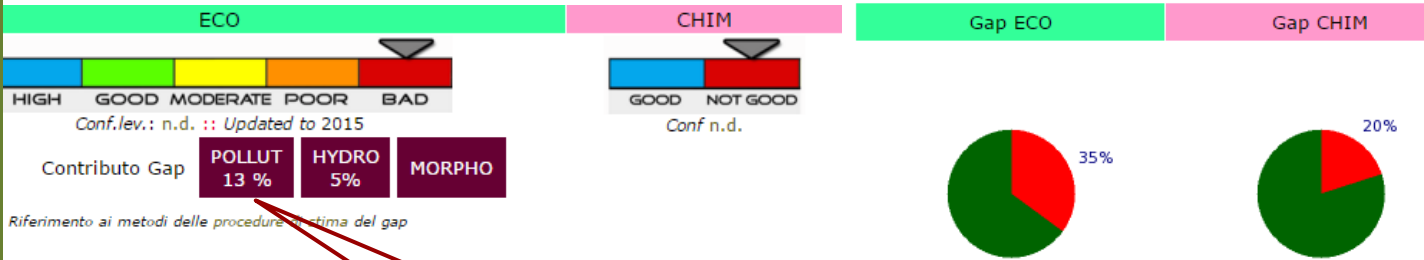 ECO
CHIM
Gap ECO
Gap CHIM
HIGH GOOD MODERATE POOR BAD
GOOD NOT GOOD
Conf.lev.: n.d. :: Updated to 2015
Conf n.d.
20%
35%
Contributo Gap
POLLUT
13 %
HYDRO
5%
MORPHO
Riferimento ai metodi delle procedure di stima del gap